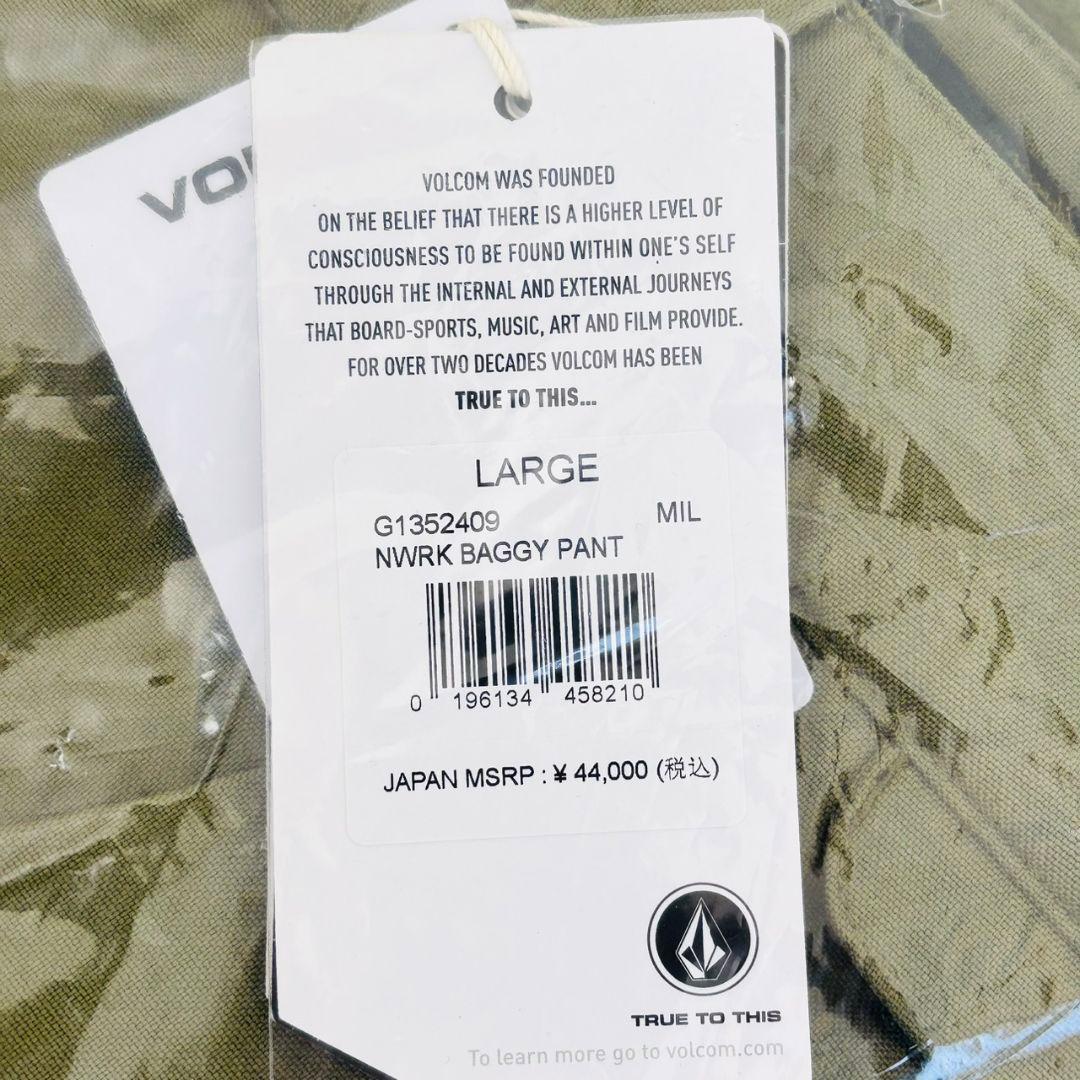 VOLCOM WAS FOUNDED
ON THE BELIEF THAT THERE IS A HIGHER LEVEL OF
CONSCIOUSNESS TO BE FOUND WITHIN ONE'S SELF
THROUGH THE INTERNAL AND EXTERNAL JOURNEYS
THAT BOARD-SPORTS, MUSIC, ART AND FILM PROVIDE.
FOR OVER TWO DECADES VOLCOM HAS BEEN
TRUE TO THIS...
LARGE
G1352409 MIL
NWRK BAGGY PANT
0 196134 458210
JAPAN MSRP : ¥ 44,000 (税込)
TRUE TO THIS
To learn more go to volcom.com